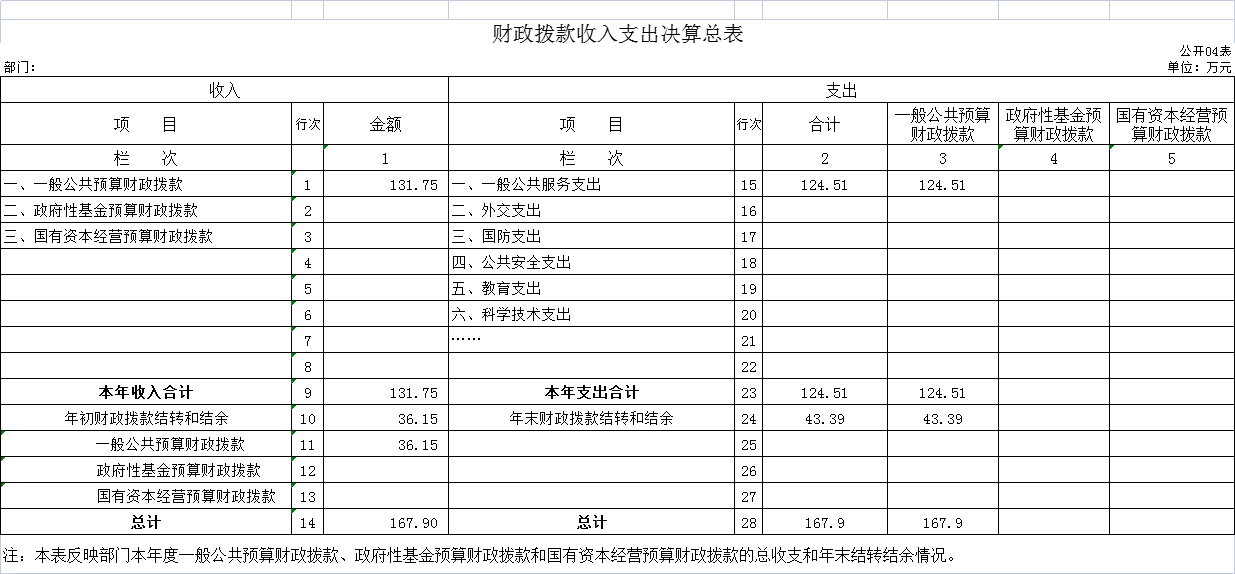 财政拨款收入支出决算总表
公开04表
部门: 单位：万元
收入 支出
项 目 行次 金额 项 目 行次 合计 一般公共预算 政府性基金预 国有资本经营预
财政拨款 算财政拨款 算财政拨款
栏 次 1 栏 次 2 3 4 5
一、一般公共预算财政拨款 1 131.75 一、一般公共服务支出 15 124.51 124.51
二、政府性基金预算财政拨款 2 二、外交支出 16
三、国有资本经营预算财政拨款 3 三、国防支出 17
4 四、公共安全支出 18
5 五、教育支出 19
6 六、科学技术支出 20
7 …… 21
8 22
本年收入合计 9 131.75 本年支出合计 23 124.51 124.51
年初财政拨款结转和结余 10 36.15 年末财政拨款结转和结余 24 43.39 43.39
一般公共预算财政拨款 11 36.15 25
政府性基金预算财政拨款 12 26
国有资本经营预算财政拨款 13 27
总计 14 167.90 总计 28 167.9 167.9
注：本表反映部门本年度一般公共预算财政拨款、政府性基金预算财政拨款和国有资本经营预算财政拨款的总收支和年末结转结余情况。